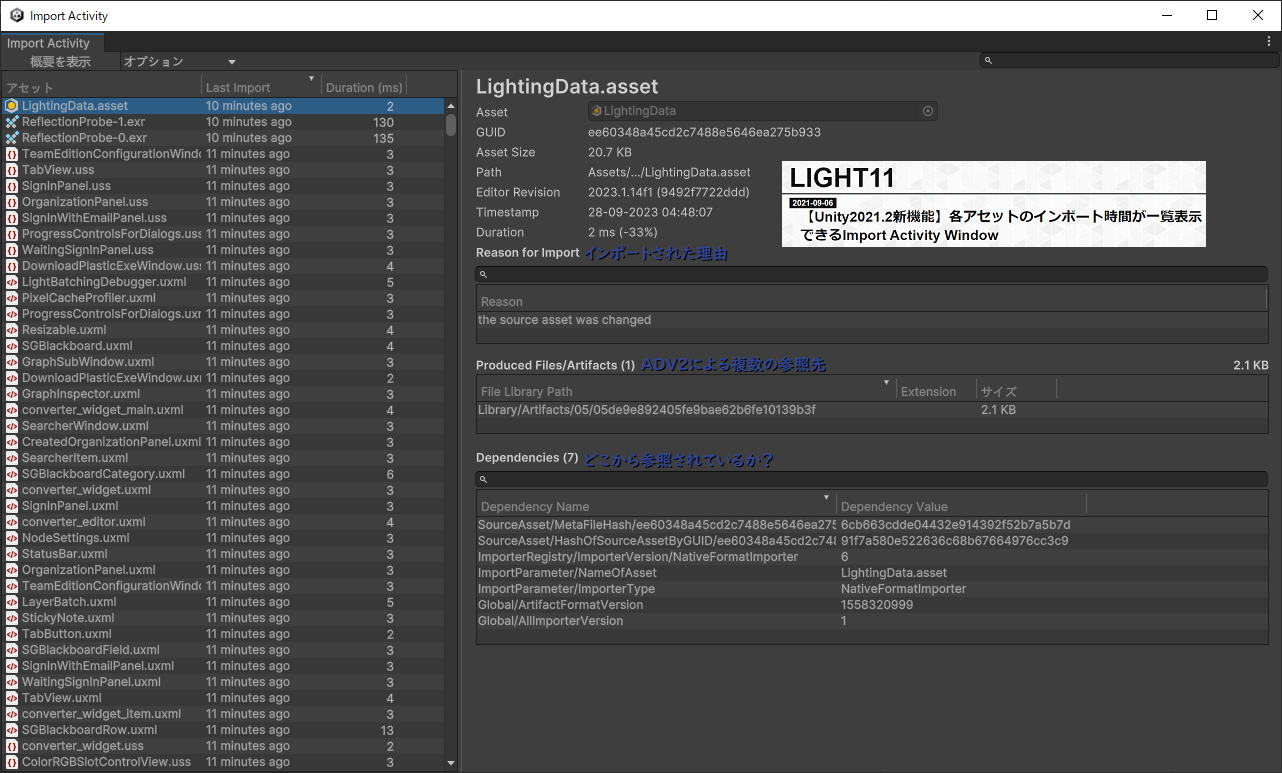 Import Activity
Import Activity
概要を表示 オプション
アセット Last Import Duration (ms)
LightingData.asset 10 minutes ago 2
ReflectionProbe-1.exr 10 minutes ago 130
ReflectionProbe-0.exr 10 minutes ago 135
TeamEditionConfigurationWindo 11 minutes ago 3
TabView.uss 11 minutes ago 3
SignInPanel.uss 11 minutes ago 3
OrganizationPanel.uss 11 minutes ago 3
SignInWithEmailPanel.uss 11 minutes ago 3
ProgressControlsForDialogs.uss 11 minutes ago 3
WaitingSignInPanel.uss 11 minutes ago 3
DownloadPlasticExeWindow.uss 11 minutes ago 4
LightBatchingDebugger.uxml 11 minutes ago 5
PixelCacheProfiler.uxml 11 minutes ago 3
ProgressControlsForDialogs.uxm 11 minutes ago 3
Resizable.uxml 11 minutes ago 4
SGBlackboard.uxml 11 minutes ago 4
GraphSubWindow.uxml 11 minutes ago 3
DownloadPlasticExeWindow.ux 11 minutes ago 2
GraphInspector.uxml 11 minutes ago 3
converter_widget_main.uxml 11 minutes ago 4
SearcherWindow.uxml 11 minutes ago 3
CreatedOrganizationPanel.uxml 11 minutes ago 3
SearcherItem.uxml 11 minutes ago 3
SGBlackboardCategory.uxml 11 minutes ago 6
converter_widget.uxml 11 minutes ago 3
SignInPanel.uxml 11 minutes ago 3
converter_editor.uxml 11 minutes ago 4
NodeSettings.uxml 11 minutes ago 3
StatusBar.uxml 11 minutes ago 3
OrganizationPanel.uxml 11 minutes ago 3
TeamEditionConfigurationWindo 11 minutes ago 3
LayerBatch.uxml 11 minutes ago 5
StickyNote.uxml 11 minutes ago 3
TabButton.uxml 11 minutes ago 2
SGBlackboardField.uxml 11 minutes ago 3
SignInWithEmailPanel.uxml 11 minutes ago 3
WaitingSignInPanel.uxml 11 minutes ago 3
TabView.uxml 11 minutes ago 4
converter_widget_item.uxml 11 minutes ago 3
SGBlackboardRow.uxml 11 minutes ago 13
converter_widget.uss 11 minutes ago 2
ColorRGBSlotControlView.uss 11 minutes ago 3
LightingData.asset
Asset LightingData
GUID ee60348a45cd2c7488e5646ea275b933
Asset Size 20.7 KB
Path Assets/.../LightingData.asset
Editor Revision 2023.1.14f1 (9492f7722ddd)
Timestamp 28-09-2023 04:48:07
Duration 2 ms (-33%)
LIGHT11
2021-09-06
【Unity2021.2新機能】各アセットのインポート時間が一覧表示
できるImport Activity Window
Reason for Import インポートされた理由
Reason
the source asset was changed
Produced Files/Artifacts (1) ADV2による複数の参照先 2.1 KB
File Library Path Extension サイズ
Library/Artifacts/05/05de9e892405fe9bae62b6fe10139b3f 2.1 KB
Dependencies (7) どこから参照されているか？
Dependency Name Dependency Value
SourceAsset/MetaFileHash/ee60348a45cd2c7488e5646ea275 6cb663cdde04432e914392f52b7a5b7d
SourceAsset/HashOfSourceAssetByGUID/ee60348a45cd2c748 91f7a580e522636c68b67664976cc3c9
ImporterRegistry/ImporterVersion/NativeFormatImporter 6
ImportParameter/NameOfAsset LightingData.asset
ImportParameter/ImporterType NativeFormatImporter
Global/ArtifactFormatVersion 1558320999
Global/AllImporterVersion 1